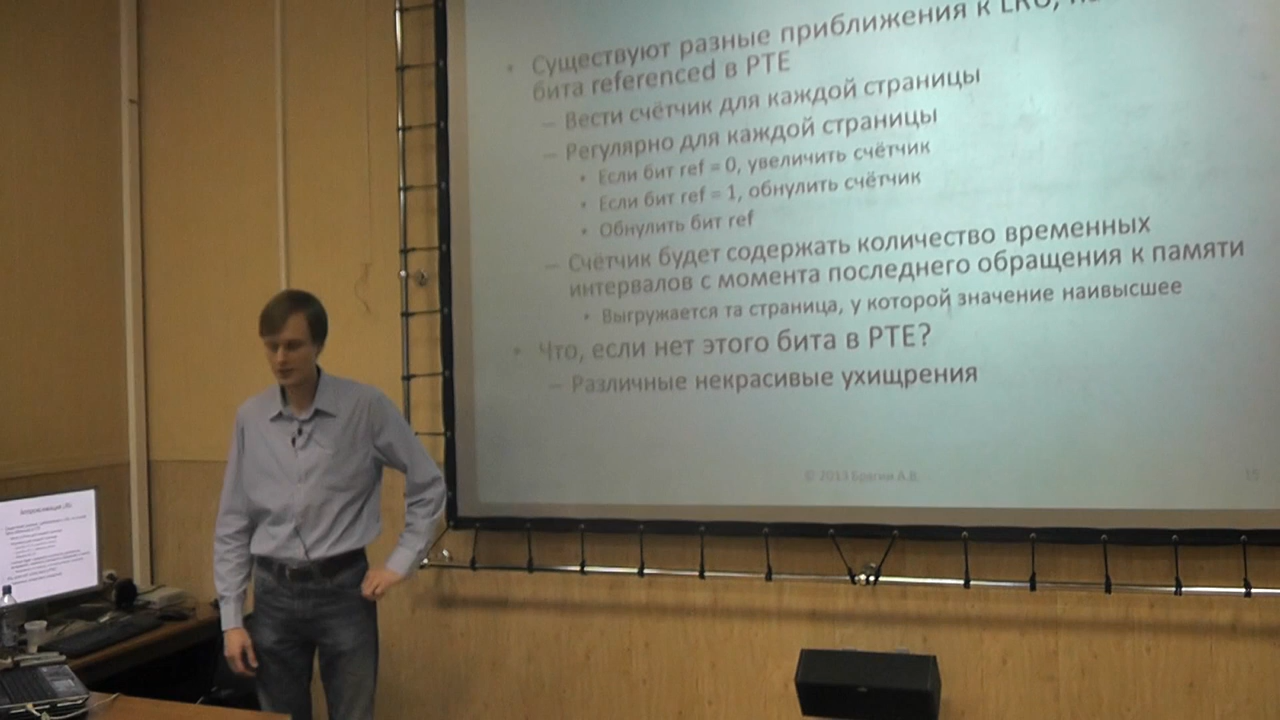 Существуют разные приближения к LRU,
бита referenced в PTE
– Вести счётчик для каждой страницы
– Регулярно для каждой страницы
• Если бит ref = 0, увеличить счётчик
• Если бит ref = 1, обнулить счётчик
• Обнулить бит ref
– Счётчик будет содержать количество временных
интервалов с момента последнего обращения к памяти
• Выгружается та страница, у которой значение наивысшее
• Что, если нет этого бита в PTE?
– Различные некрасивые ухищрения
© 2013 Брагин А.В.